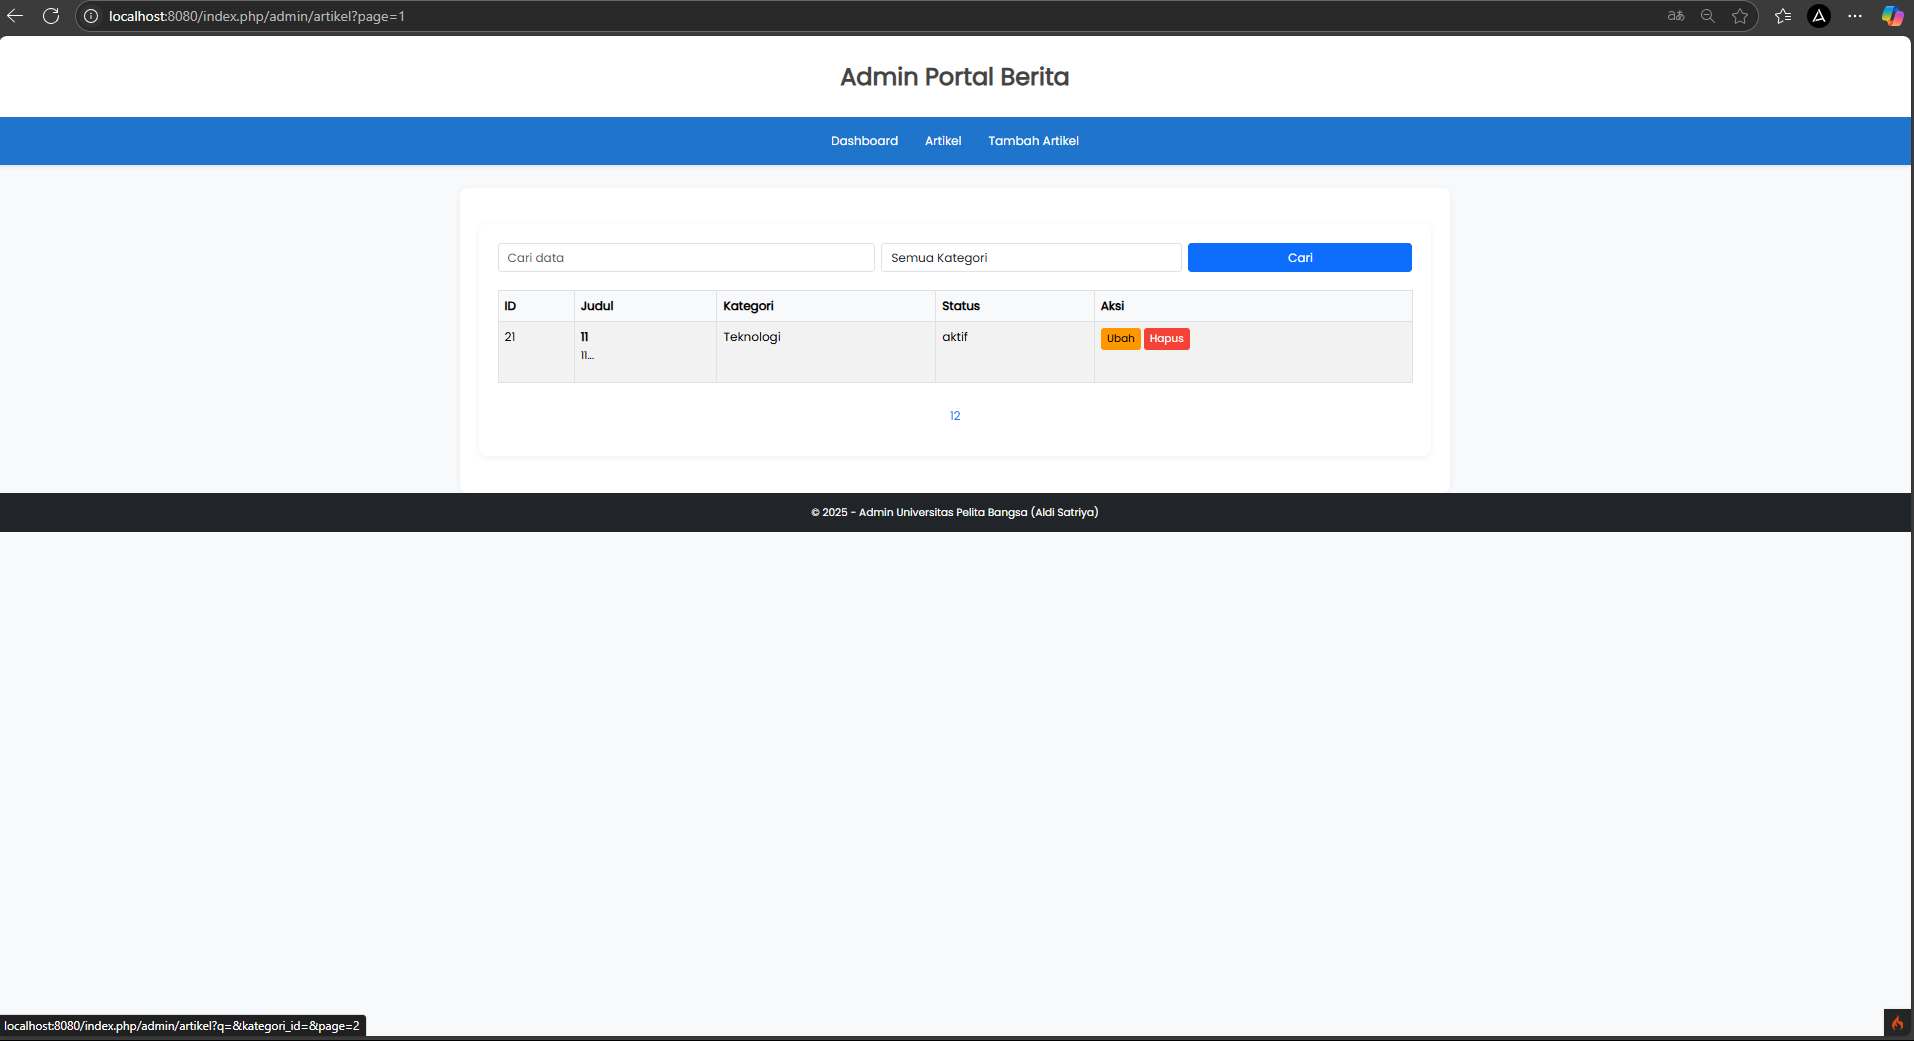 localhost:8080/index.php/admin/artikel?page=1
Admin Portal Berita
Dashboard Artikel Tambah Artikel
Cari data Semua Kategori Cari
ID Judul Kategori Status Aksi
21 11 Teknologi aktif Ubah Hapus
11...
12
© 2025 - Admin Universitas Pelita Bangsa (Aldi Satriya)
localhost:8080/index.php/admin/artikel?q=&kategori_id=&page=2